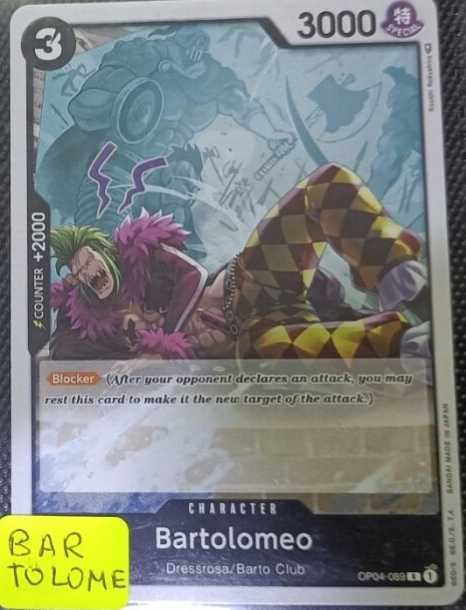 3
3000
特
SPECIAL
COUNTER +2000
Blocker (After your opponent declares an attack, you may
rest this card to make it the new target of the attack.)
CHARACTER
Bartolomeo
Dressrosa/Barto Club
OP04-089 R 1
BANDAI MADE IN JAPAN
BAR
TOLOME